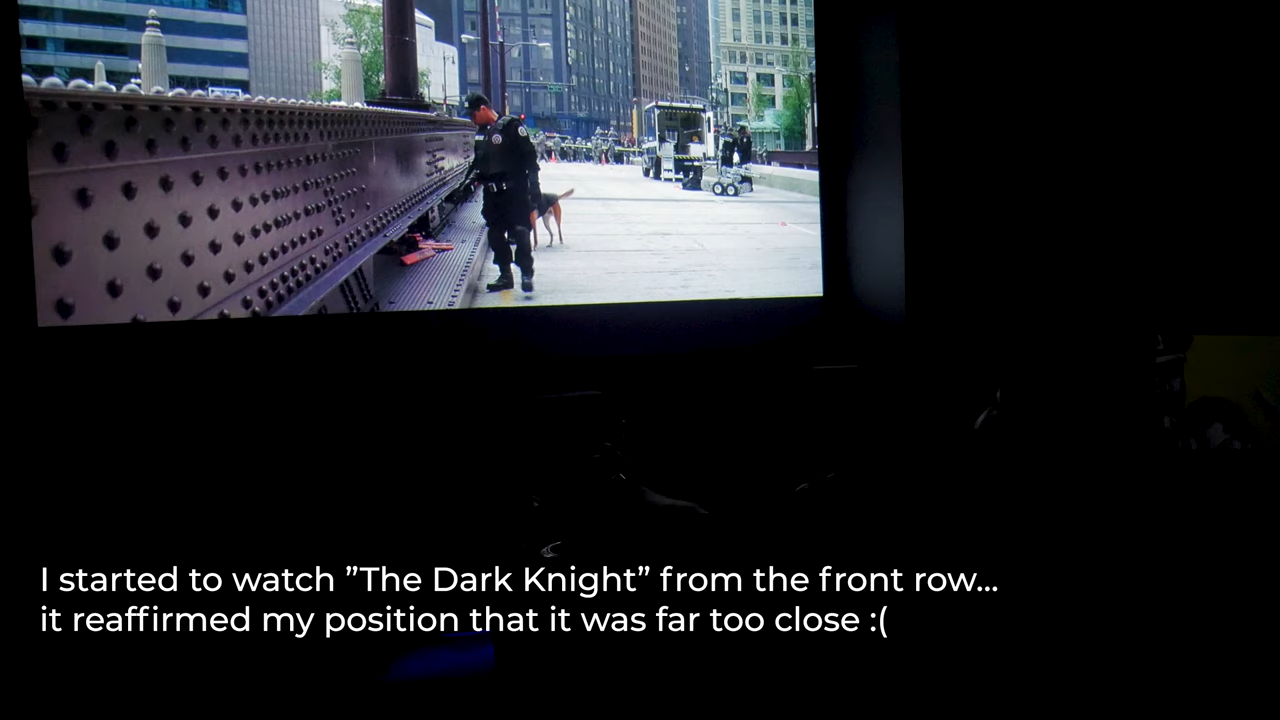 I started to watch ”The Dark Knight” from the front row...
it reaffirmed my position that it was far too close :(